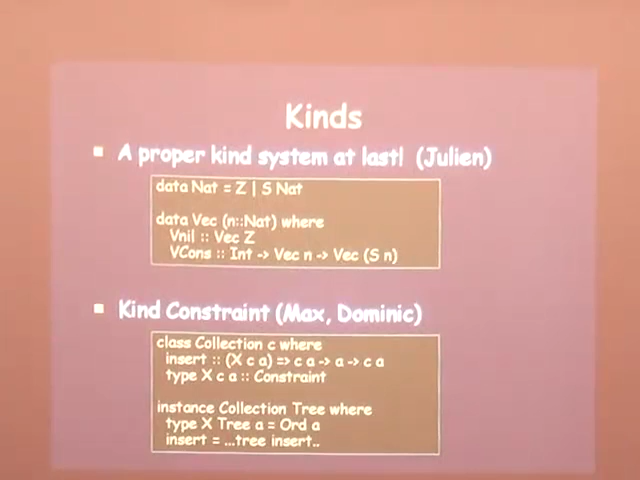 Kinds
A proper kind system at last! (Julien)
data Nat = Z | S Nat
data Vec (n::Nat) where
Vnil :: Vec Z
VCons :: Int -> Vec n -> Vec (S n)
Kind Constraint (Max, Dominic)
class Collection c where
insert :: (X c a) => c a -> a -> c a
type X c a :: Constraint
instance Collection Tree where
type X Tree a = Ord a
insert = ...tree insert..